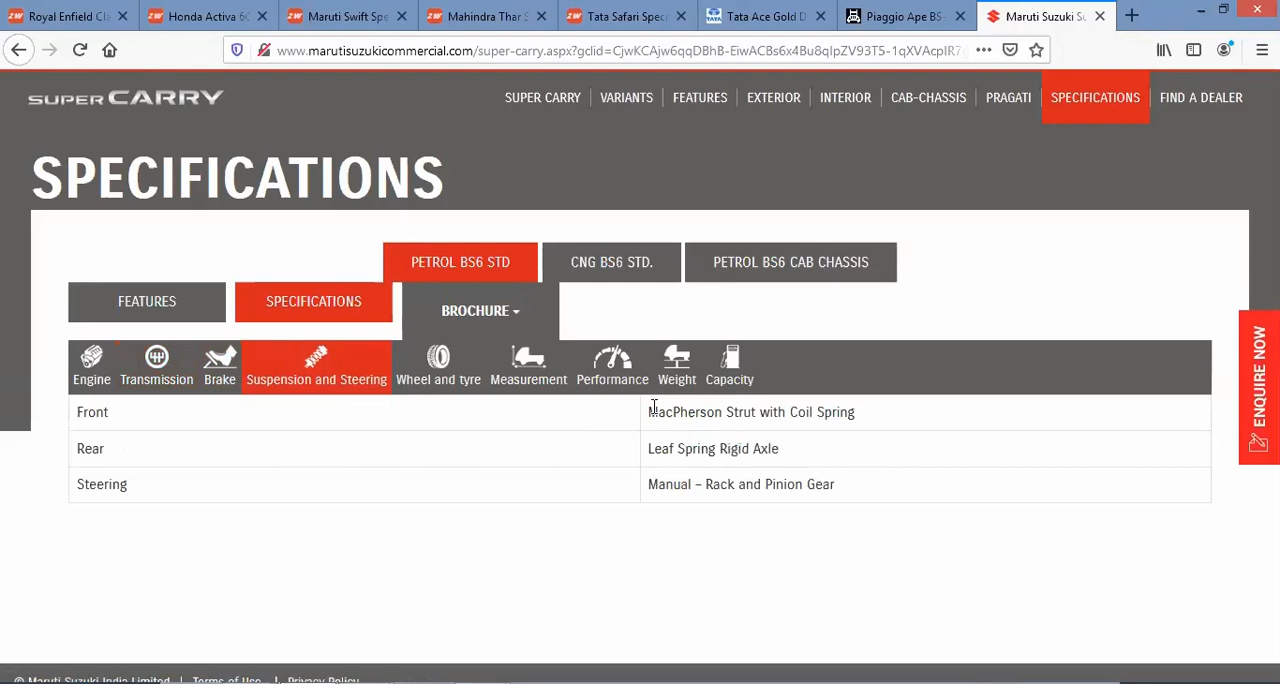 Royal Enfield Cla
Honda Activa 6G
Maruti Swift Spe
Mahindra Thar S
Tata Safari Speci
Tata Ace Gold D
Piaggio Ape BS-
Maruti Suzuki Su
www.marutisuzukicommercial.com/super-carry.aspx?gclid=CjwKCAjw6qqDBhB-EiwACBs6x4Bu8qIpZV93T5-1qXVAcpIR7
SUPER CARRY
SUPER CARRY
VARIANTS
FEATURES
EXTERIOR
INTERIOR
CAB-CHASSIS
PRAGATI
SPECIFICATIONS
FIND A DEALER
SPECIFICATIONS
PETROL BS6 STD
CNG BS6 STD.
PETROL BS6 CAB CHASSIS
FEATURES
SPECIFICATIONS
BROCHURE
Engine
Transmission
Brake
Suspension and Steering
Wheel and tyre
Measurement
Performance
Weight
Capacity
Front
MacPherson Strut with Coil Spring
Rear
Leaf Spring Rigid Axle
Steering
Manual – Rack and Pinion Gear
ENQUIRE NOW
© Maruti Suzuki India Limited | Terms of Use | Privacy Policy